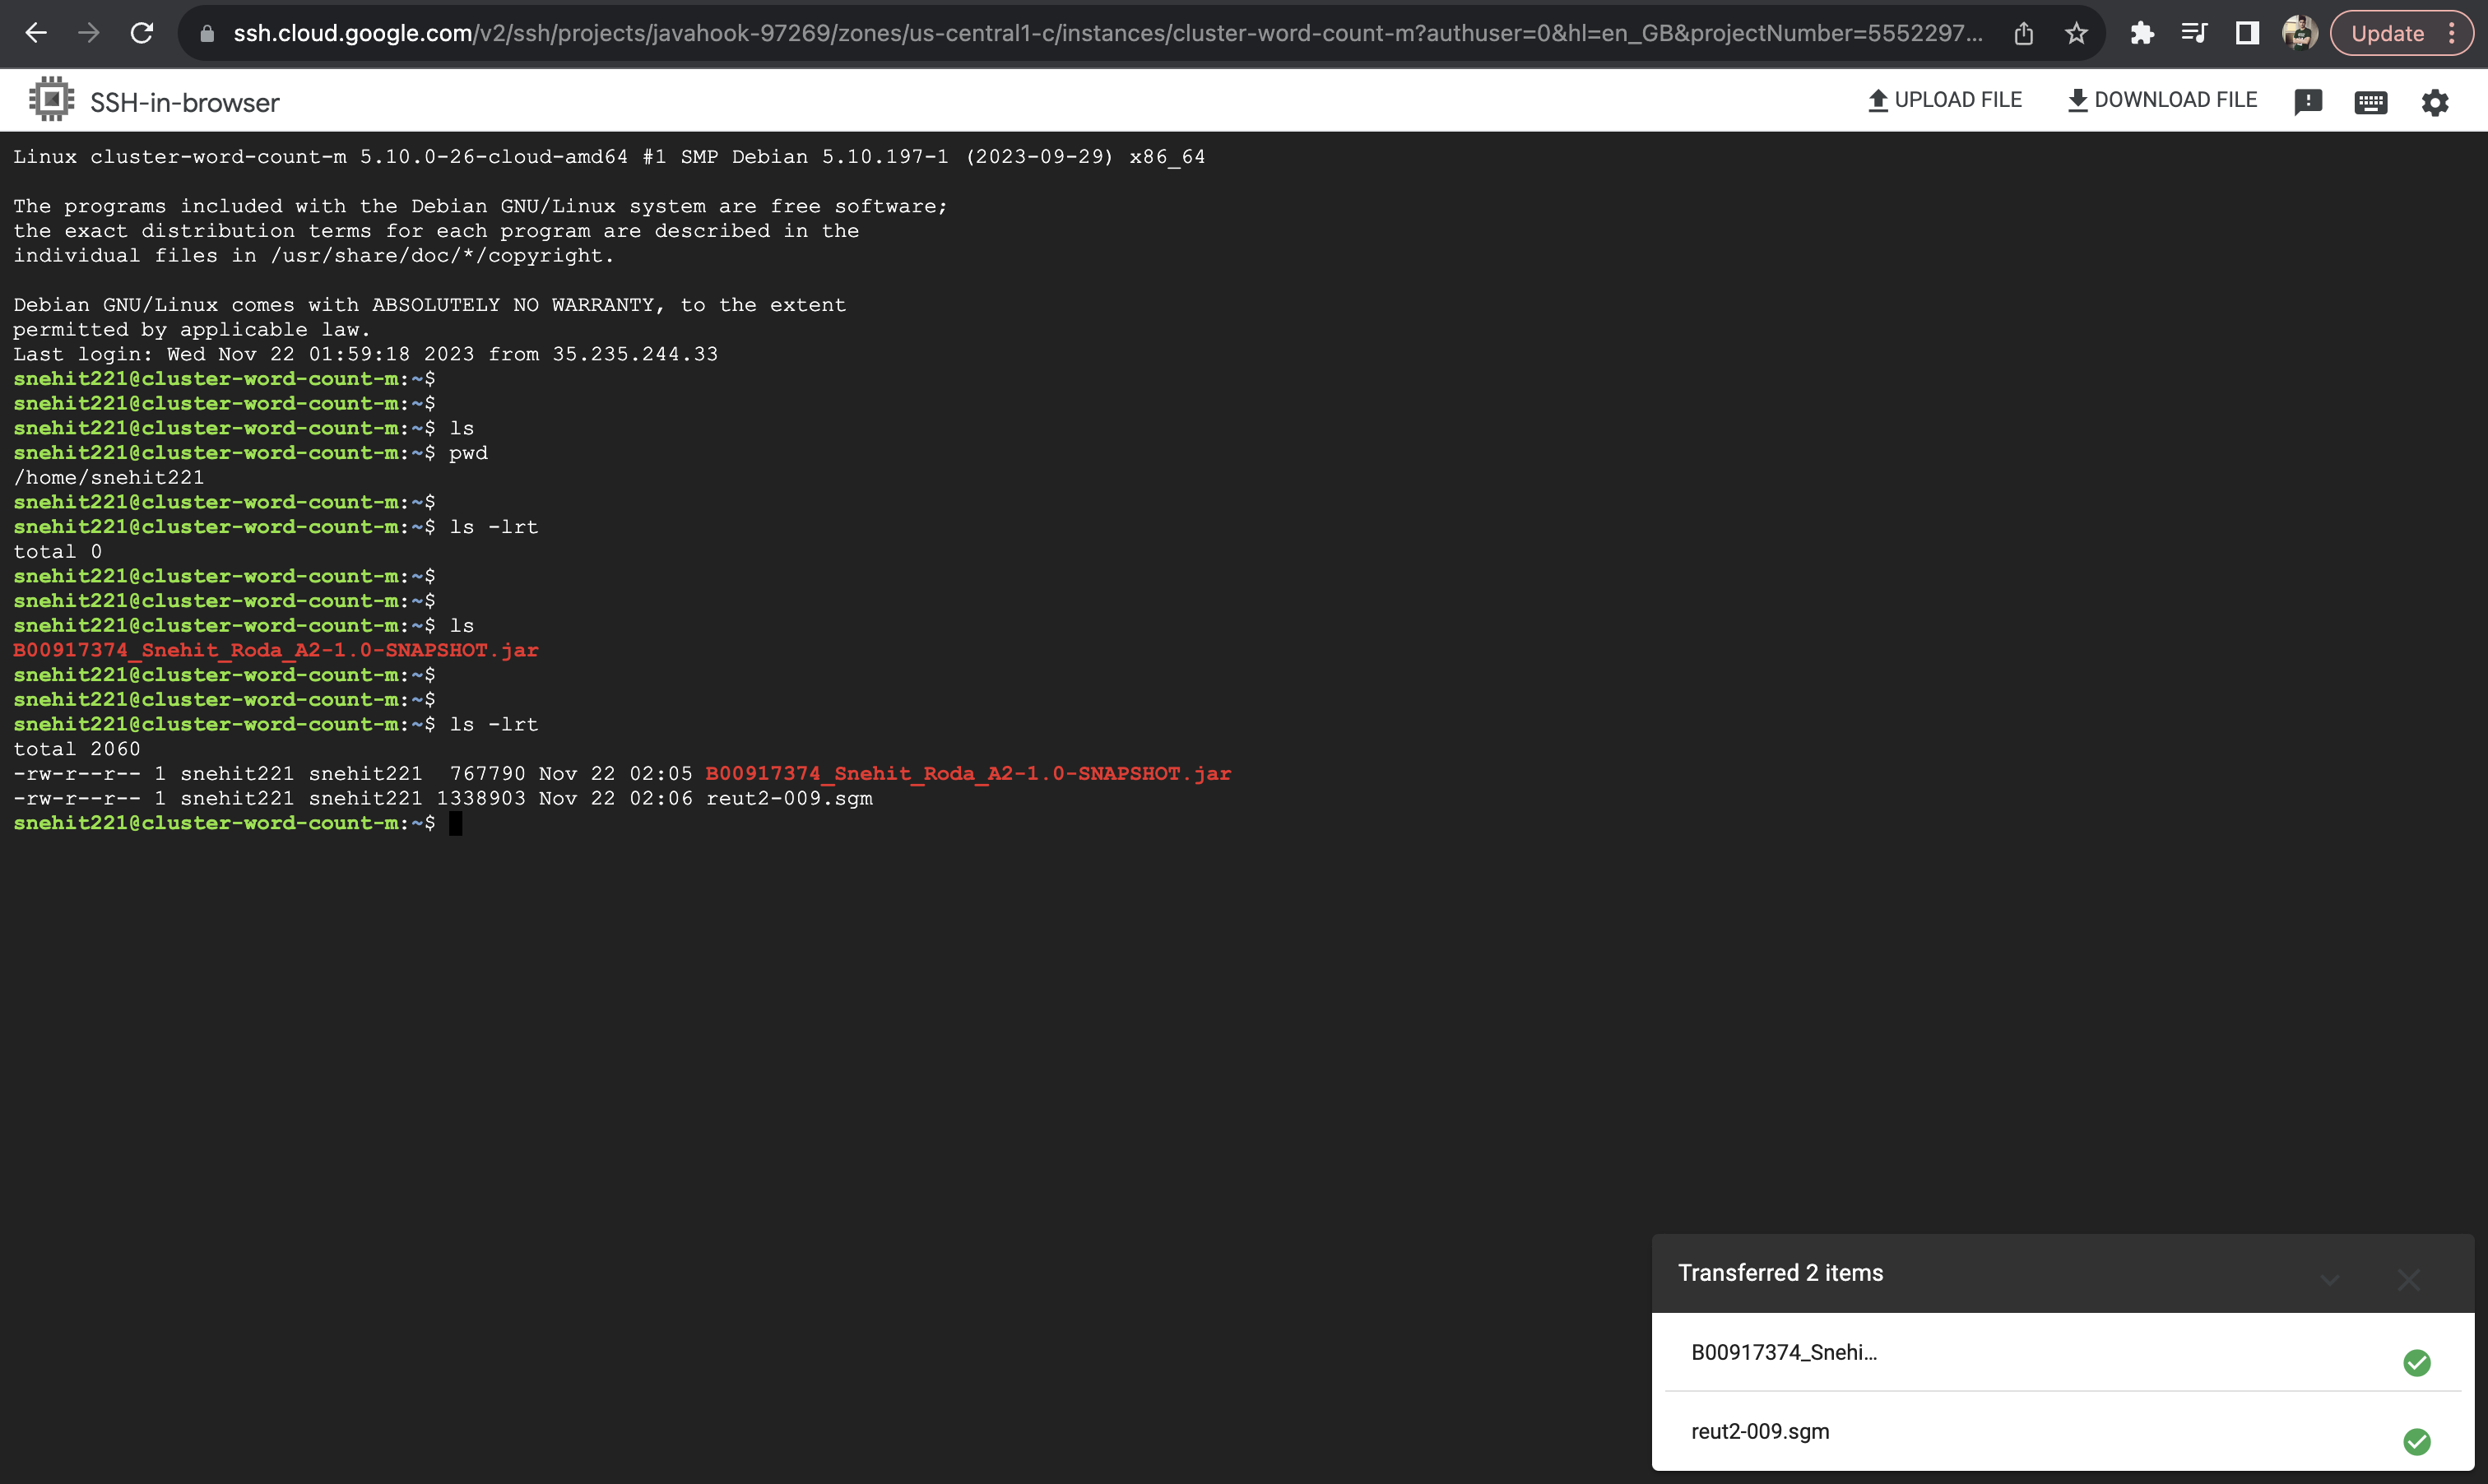 ssh.cloud.google.com/v2/ssh/projects/javahook-97269/zones/us-central1-c/instances/cluster-word-count-m?authuser=0&hl=en_GB&projectNumber=5552297... Update
SSH-in-browser UPLOAD FILE DOWNLOAD FILE
Linux cluster-word-count-m 5.10.0-26-cloud-amd64 #1 SMP Debian 5.10.197-1 (2023-09-29) x86_64
The programs included with the Debian GNU/Linux system are free software;
the exact distribution terms for each program are described in the
individual files in /usr/share/doc/*/copyright.
Debian GNU/Linux comes with ABSOLUTELY NO WARRANTY, to the extent
permitted by applicable law.
Last login: Wed Nov 22 01:59:18 2023 from 35.235.244.33
snehit221@cluster-word-count-m:~$
snehit221@cluster-word-count-m:~$
snehit221@cluster-word-count-m:~$ ls
snehit221@cluster-word-count-m:~$ pwd
/home/snehit221
snehit221@cluster-word-count-m:~$
snehit221@cluster-word-count-m:~$ ls -lrt
total 0
snehit221@cluster-word-count-m:~$
snehit221@cluster-word-count-m:~$
snehit221@cluster-word-count-m:~$ ls
B00917374_Snehit_Roda_A2-1.0-SNAPSHOT.jar
snehit221@cluster-word-count-m:~$
snehit221@cluster-word-count-m:~$
snehit221@cluster-word-count-m:~$ ls -lrt
total 2060
-rw-r--r-- 1 snehit221 snehit221  767790 Nov 22 02:05 B00917374_Snehit_Roda_A2-1.0-SNAPSHOT.jar
-rw-r--r-- 1 snehit221 snehit221 1338903 Nov 22 02:06 reut2-009.sgm
snehit221@cluster-word-count-m:~$
Transferred 2 items
B00917374_Snehi...
reut2-009.sgm